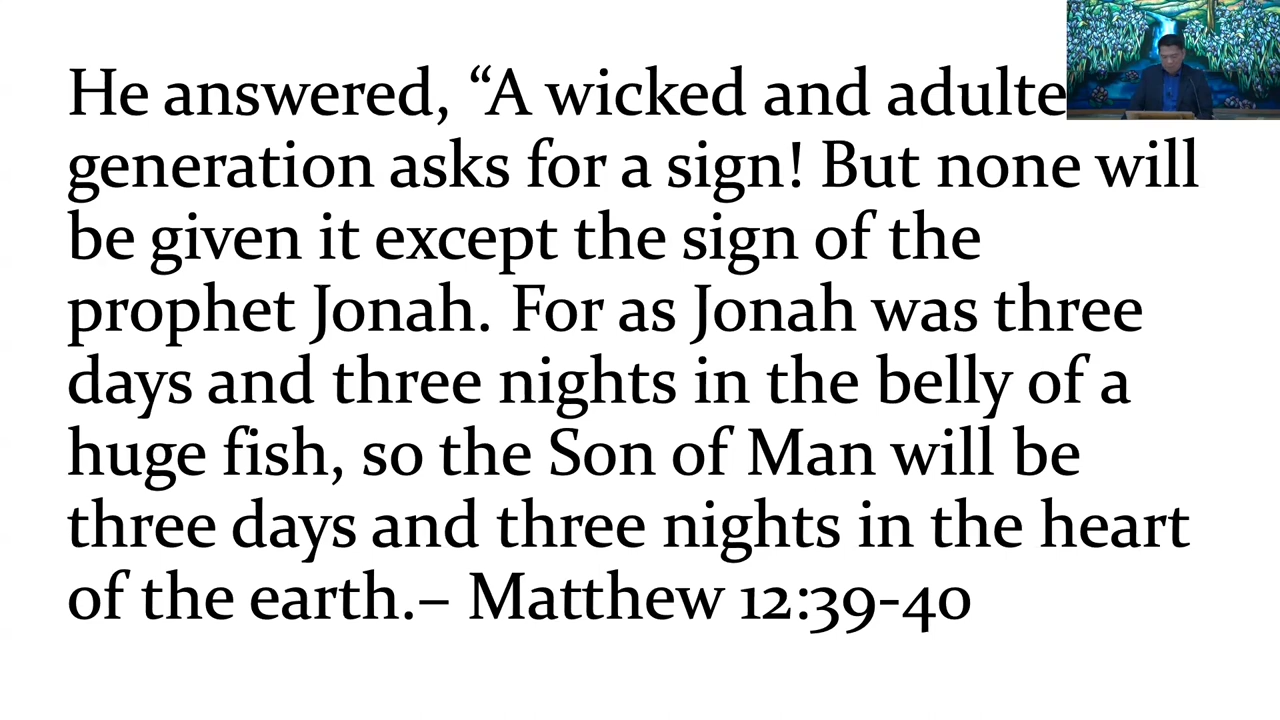 He answered, “A wicked and
generation asks for a sign! But none will
be given it except the sign of the
prophet Jonah. For as Jonah was three
days and three nights in the belly of a
huge fish, so the Son of Man will be
three days and three nights in the heart
of the earth.– Matthew 12:39-40